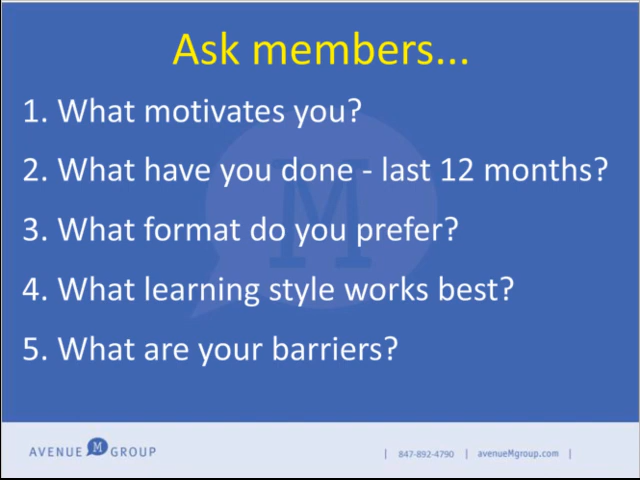 Ask members...
1. What motivates you?
2. What have you done - last 12 months?
3. What format do you prefer?
4. What learning style works best?
5. What are your barriers?
M
AVENUE M GROUP
| 847-892-4790 | avenueMgroup.com |